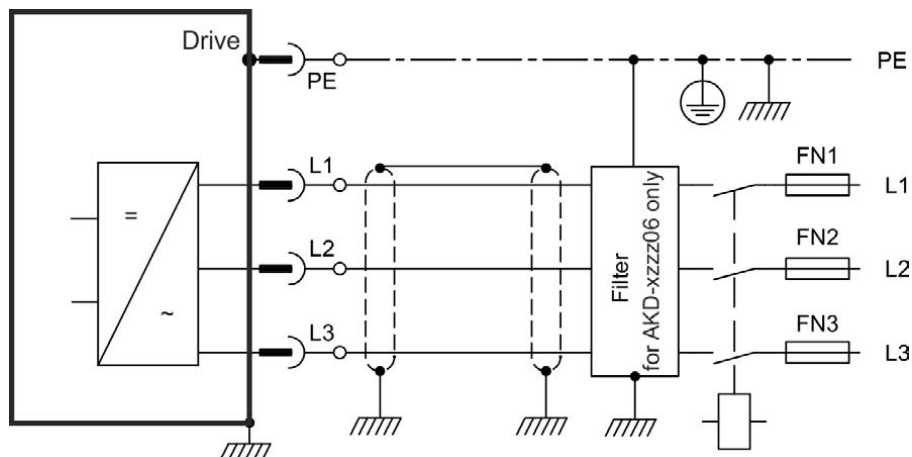 Drive
PE
PE
L1
FN1
L1
=
L2
FN2
L2
~
L3
FN3
L3
Filter
for AKD-xzzz06 only